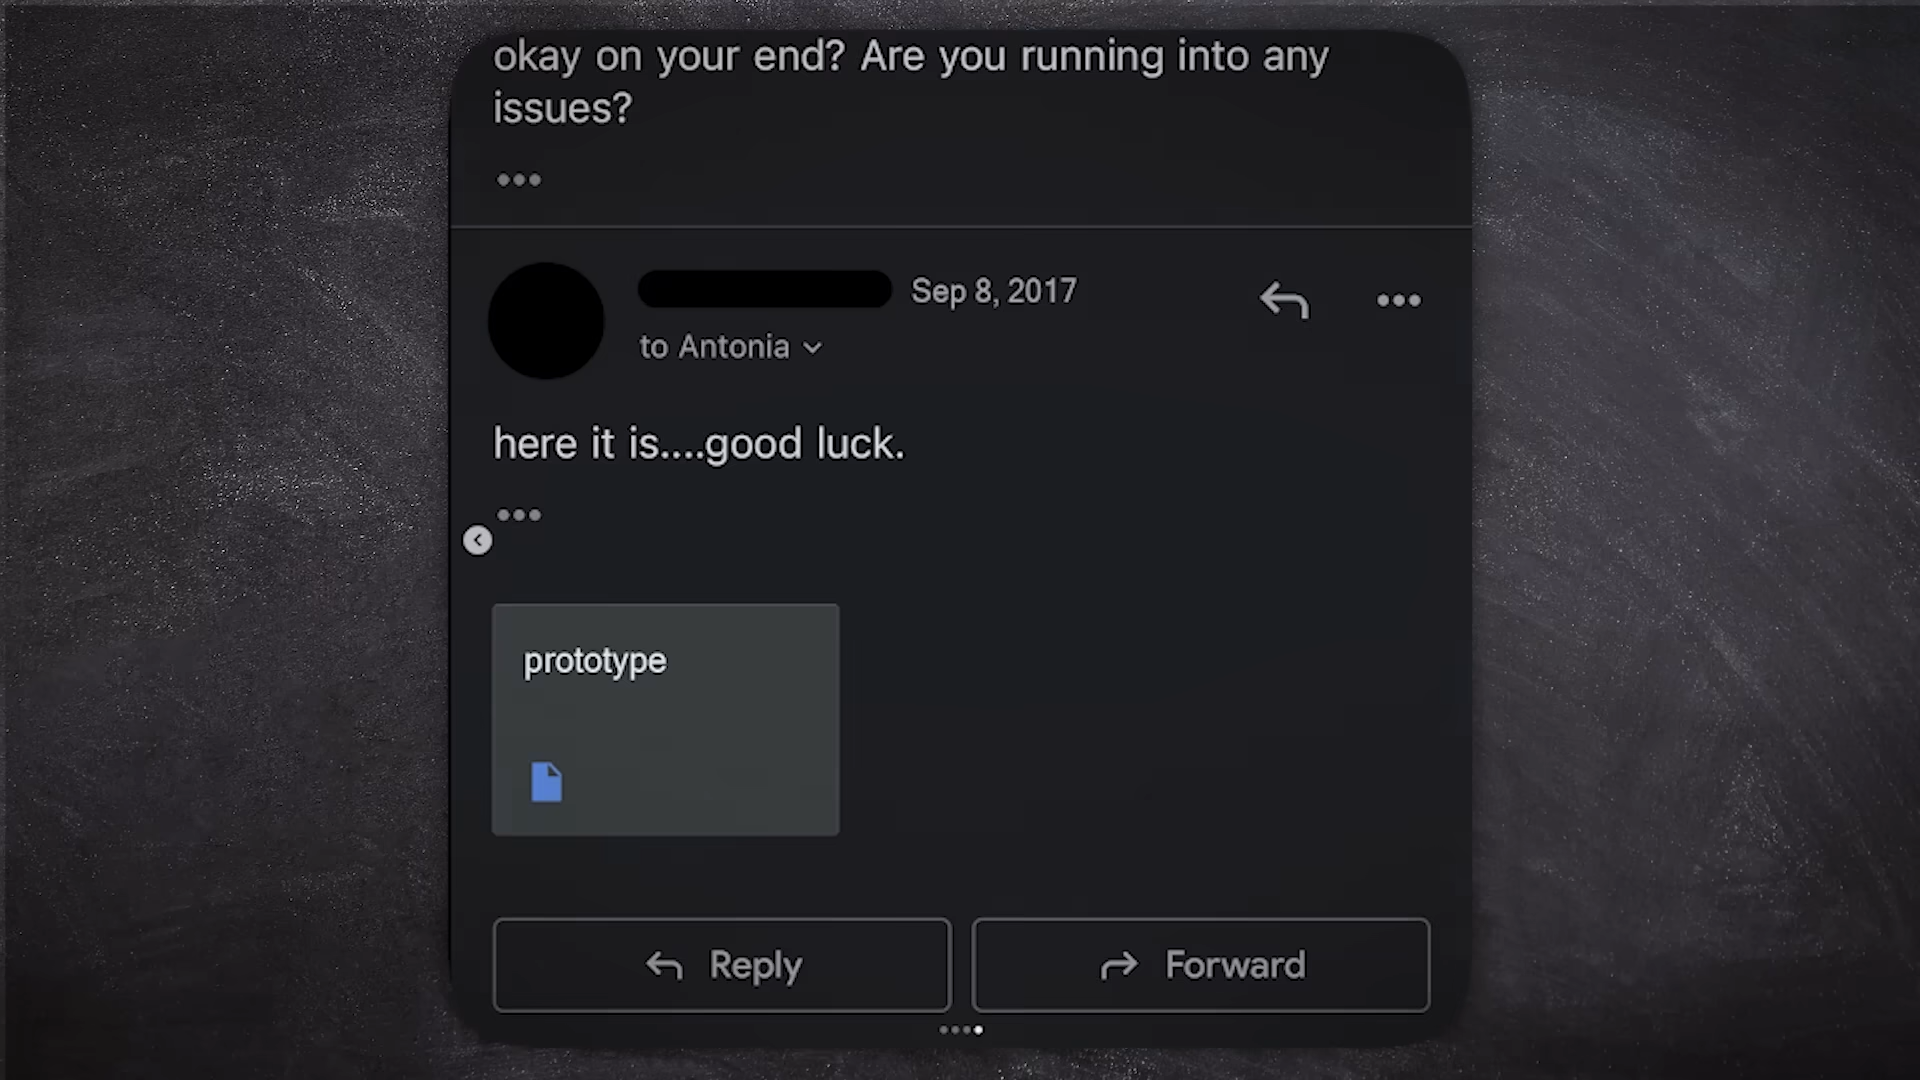 okay on your end? Are you running into any
issues?
Sep 8, 2017
to Antonia
here it is....good luck.
prototype
Reply
Forward